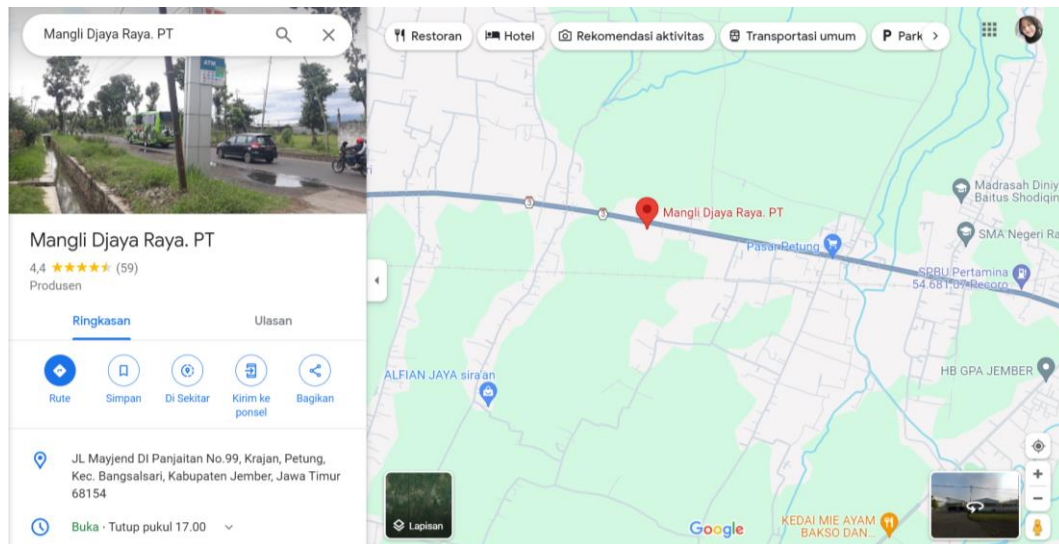 Mangli Djaya Raya. PT
Restoran
Hotel
Rekomendasi aktivitas
Transportasi umum
P Park
ATM
Mangli Djaya Raya. PT
4,4 (59)
Produsen
Ringkasan
Ulasan
Rute
Simpan
Di Sekitar
Kirim ke
ponsel
Bagikan
JL Mayjend DI Panjaitan No.99, Krajan, Petung,
Kec. Bangsalsari, Kabupaten Jember, Jawa Timur
68154
Buka · Tutup pukul 17.00
3
3
Mangli Djaya Raya. PT
Pasar Petung
Madrasah Diniy
Baitus Shodiqin
SMA Negeri Ra
SPBU Pertamina
54.681.07 Recoro
HB GPA JEMBER
ALFIAN JAYA sira'an
Lapisan
Google
KEDAI MIE AYAM
BAKSO DAN...